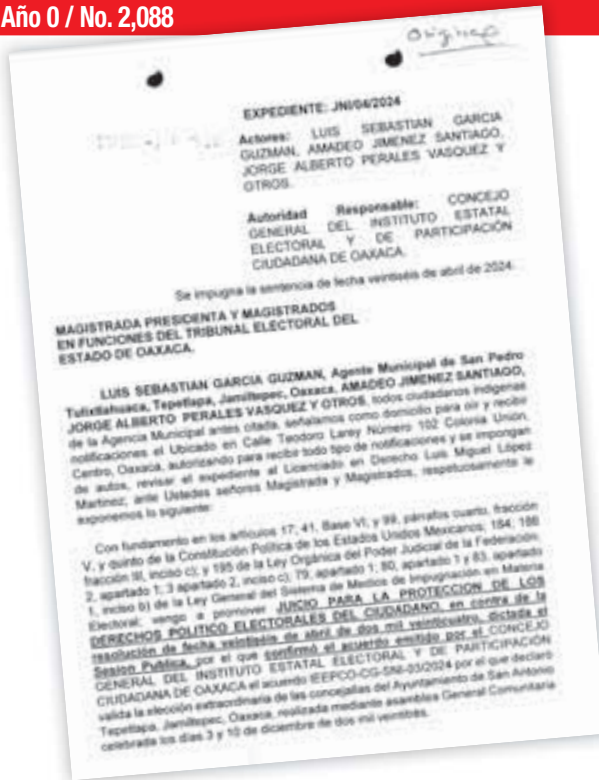 Año 0 / No. 2,088
Original
EXPEDIENTE: JNI/04/2024
Actores: LUIS SEBASTIAN GARCIA
GUZMAN, AMADEO JIMENEZ SANTIAGO,
JORGE ALBERTO PERALES VASQUEZ Y
OTROS.
Autoridad Responsable: CONCEJO
GENERAL DEL INSTITUTO ESTATAL
ELECTORAL Y DE PARTICIPACIÓN
CIUDADANA DE OAXACA.
Se impugna la sentencia de fecha veintiséis de abril de 2024.
MAGISTRADA PRESIDENTA Y MAGISTRADOS
EN FUNCIONES DEL TRIBUNAL ELECTORAL DEL
ESTADO DE OAXACA.
LUIS SEBASTIAN GARCIA GUZMAN, Agente Municipal de San Pedro
Tulixtlahuaca, Tepetlapa, Jamiltepec, Oaxaca, AMADEO JIMENEZ SANTIAGO,
JORGE ALBERTO PERALES VASQUEZ Y OTROS, todos ciudadanos indígenas
de la Agencia Municipal antes citada, señalamos como domicilio para oír y recibir
notificaciones el Ubicado en Calle Teodoro Larey Número 102 Colonia Unión,
Centro, Oaxaca, autorizando para recibir todo tipo de notificaciones y se impongan
de autos, revisar el expediente al Licenciado en Derecho Luis Miguel López
Martinez, ante Ustedes señores Magistrada y Magistrados, respetuosamente le
exponemos lo siguiente:
Con fundamento en los artículos 17; 41, Base VI; y 99, párrafos cuarto, fracción
V, y quinto de la Constitución Política de los Estados Unidos Mexicanos; 184; 186
fracción III, inciso c); y 195 de la Ley Orgánica del Poder Judicial de la Federación;
2, apartado 1; 3 apartado 2, inciso c); 79, apartado 1; 80, apartado 1 y 83, apartado
1, inciso b) de la Ley General del Sistema de Medios de Impugnación en Materia
Electoral; vengo a promover JUICIO PARA LA PROTECCION DE LOS
DERECHOS POLITICO ELECTORALES DEL CIUDADANO, en contra de la
resolución de fecha veintiséis de abril de dos mil veinticuatro, dictada el
Sesion Publica, por el que confirmó el acuerdo emitido por el CONCEJO
GENERAL DEL INSTITUTO ESTATAL ELECTORAL Y DE PARTICIPACIÓN
CIUDADANA DE OAXACA el acuerdo IEEPCO-CG-SNI-03/2024 por el que declaró
valida la elección extraordinaria de las concejalías del Ayuntamiento de San Antonio
Tepetlapa, Jamiltepec, Oaxaca, realizada mediante asamblea General Comunitaria
celebrada los días 3 y 10 de diciembre de dos mil veintitrés.